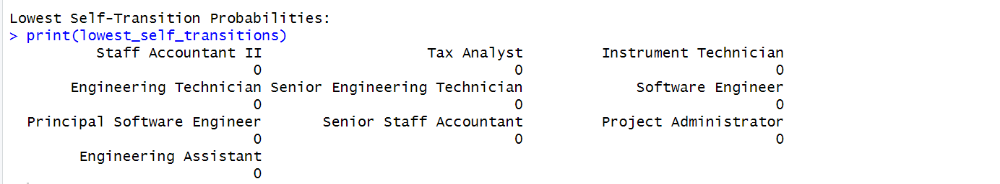 Lowest Self-Transition Probabilities:
> print(lowest_self_transitions)
Staff Accountant II Tax Analyst Instrument Technician
0 0 0
Engineering Technician Senior Engineering Technician Software Engineer
0 0 0
Principal Software Engineer Senior Staff Accountant Project Administrator
0 0 0
Engineering Assistant
0